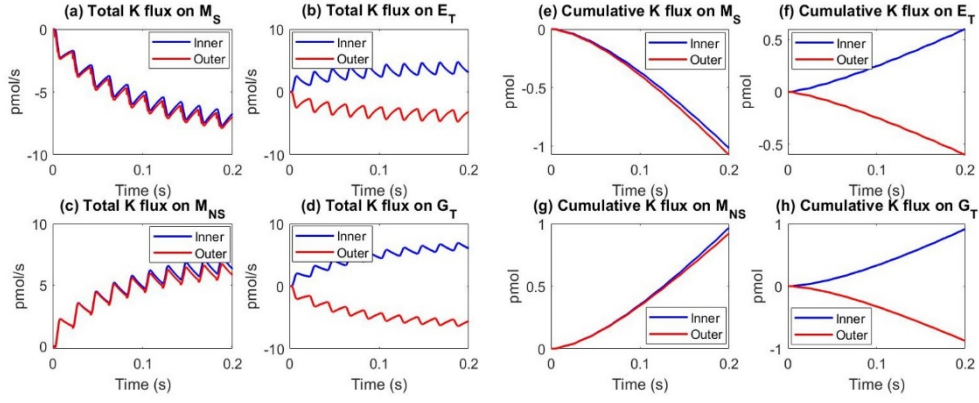 (a) Total K flux on M_S
0
-5
-10
pmol/s
0
0.1
0.2
Time (s)
Inner
Outer
(b) Total K flux on E_T
10
0
-10
0
0.1
0.2
Time (s)
Inner
Outer
(e) Cumulative K flux on M_S
0
-0.5
-1
pmol
0
0.1
0.2
Time (s)
Inner
Outer
(f) Cumulative K flux on E_T
0.5
0
-0.5
pmol
0
0.1
0.2
Time (s)
Inner
Outer
(c) Total K flux on M_NS
10
5
0
pmol/s
0
0.1
0.2
Time (s)
Inner
Outer
(d) Total K flux on G_T
10
0
-10
0
0.1
0.2
Time (s)
Inner
Outer
(g) Cumulative K flux on M_NS
1
0.5
0
pmol
0
0.1
0.2
Time (s)
Inner
Outer
(h) Cumulative K flux on G_T
1
0
-1
pmol
0
0.1
0.2
Time (s)
Inner
Outer